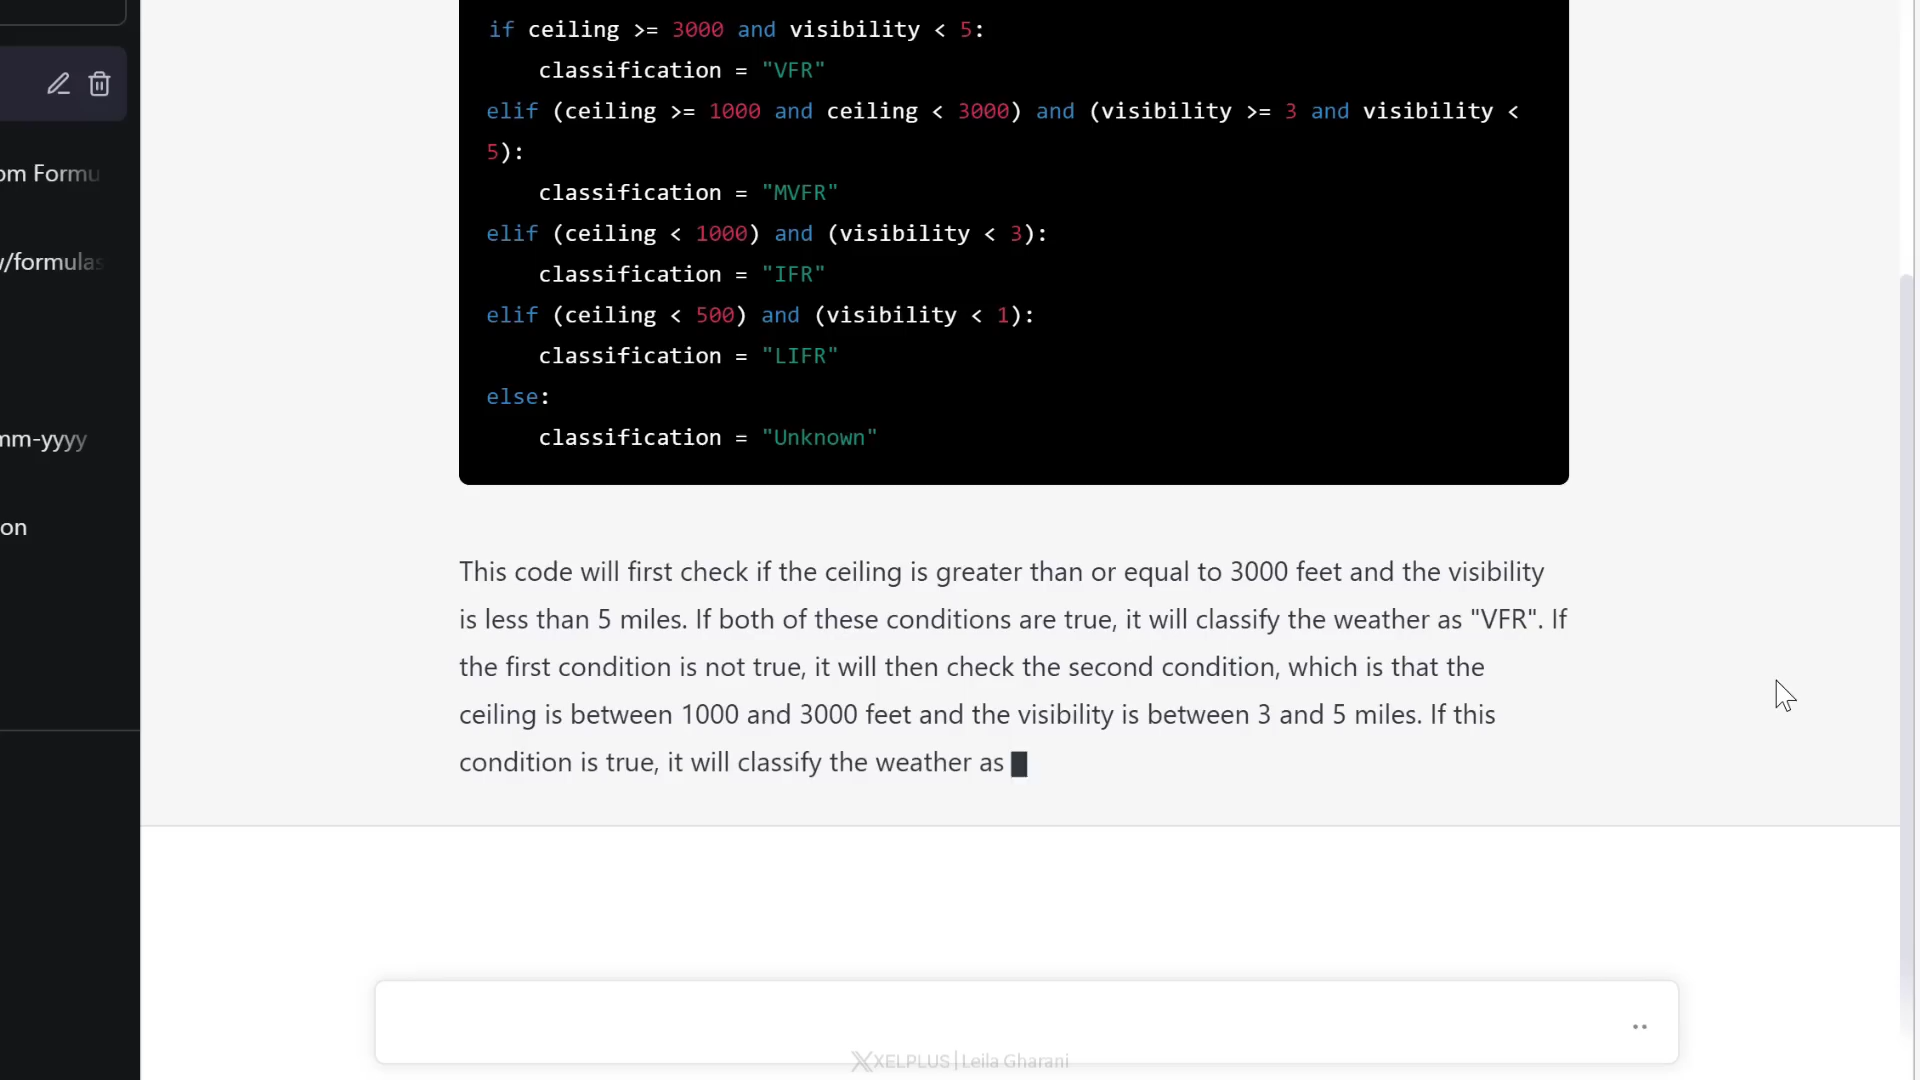 if ceiling >= 3000 and visibility < 5:
classification = "VFR"
elif (ceiling >= 1000 and ceiling < 3000) and (visibility >= 3 and visibility <
5):
classification = "MVFR"
om Formu
elif (ceiling < 1000) and (visibility < 3):
/formulas
classification = "IFR"
elif (ceiling < 500) and (visibility < 1):
classification = "LIFR"
else:
classification = "Unknown"
mm-yyyy
on
This code will first check if the ceiling is greater than or equal to 3000 feet and the visibility
is less than 5 miles. If both of these conditions are true, it will classify the weather as "VFR". If
the first condition is not true, it will then check the second condition, which is that the
ceiling is between 1000 and 3000 feet and the visibility is between 3 and 5 miles. If this
condition is true, it will classify the weather as
XELPLUS | Leila Gharani